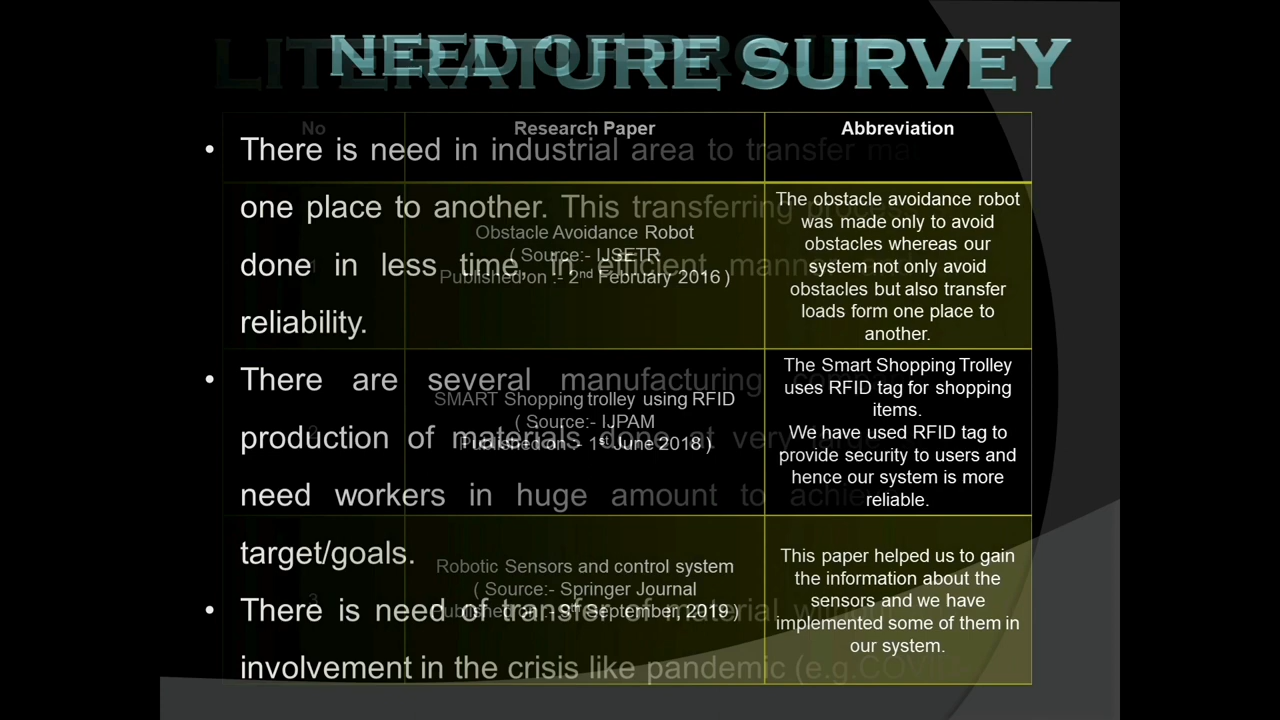 LITERATURE SURVEY
NEED OF PRO
No Research Paper Abbreviation
1
Obstacle Avoidance Robot
( Source:- IJSETR
Published on :- 2nd February 2016 )
The obstacle avoidance robot
was made only to avoid
obstacles whereas our
system not only avoid
obstacles but also transfer
loads form one place to
another.
2
SMART Shopping trolley using RFID
( Source:- IJPAM
Published on :- 1st June 2018 )
The Smart Shopping Trolley
uses RFID tag for shopping
items.
We have used RFID tag to
provide security to users and
hence our system is more
reliable.
3
Robotic Sensors and control system
( Source:- Springer Journal
Published on :- 9th September, 2019 )
This paper helped us to gain
the information about the
sensors and we have
implemented some of them in
our system.
• There is need in industrial area to transfer
one place to another. This transferring
done in less time, in efficient manner
reliability.
• There are several manufacturing
production of materials done at very
need workers in huge amount to
target/goals.
• There is need of transfer of material
involvement in the crisis like pandemic (e.g.